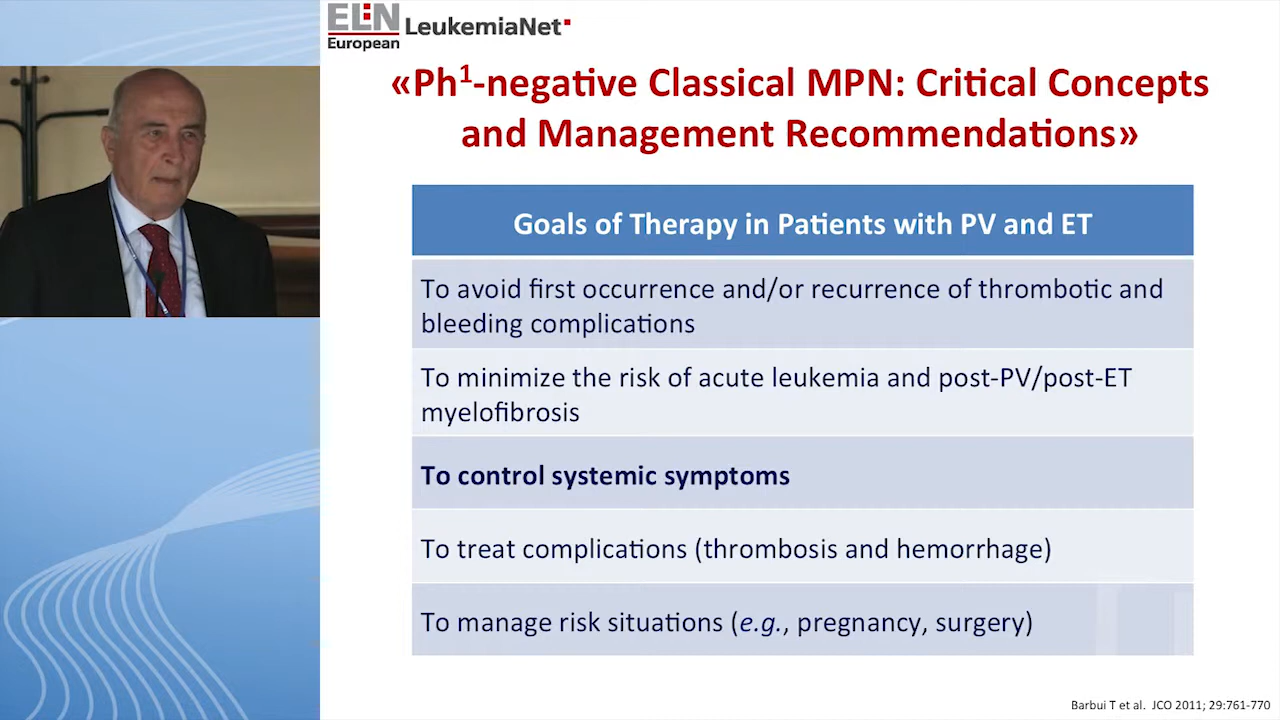 ELN
European
LeukemiaNet
«Ph1-negative Classical MPN: Critical Concepts
and Management Recommendations»
Goals of Therapy in Patients with PV and ET
To avoid first occurrence and/or recurrence of thrombotic and
bleeding complications
To minimize the risk of acute leukemia and post-PV/post-ET
myelofibrosis
To control systemic symptoms
To treat complications (thrombosis and hemorrhage)
To manage risk situations (e.g., pregnancy, surgery)
Barbui T et al. JCO 2011; 29:761-770